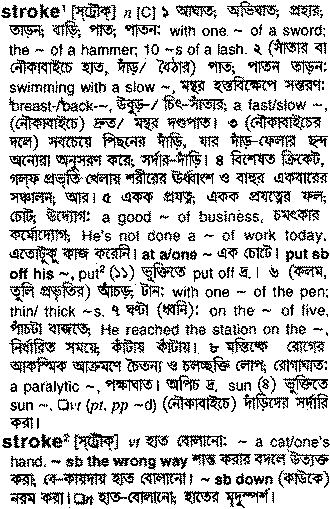 stroke¹ [স্ট্রৌক্] n [C] ১ আঘাত; অভিঘাত; প্রহার;
তাড়ন; বাড়ি; পাত; পাতন: with one ~ of a sword;
the ~ of a hammer; 10 ~s of a lash. ২ (সাঁতার বা
নৌকাবাইচে হাত, দাঁড়/ বৈঠার) পাত; পাতন তাড়ন:
swimming with a slow ~, মন্থর হস্তবিক্ষেপে সন্তরণ:
'breast-/'back-~, উবুড়-/ চিৎ-সাঁতার; a fast/slow ~,
(নৌকাবাইচে) দ্রুত/ মন্থর দণ্ডপাত। ৩ (নৌকাবাইচের
দলে) সবচেয়ে পিছনের দাঁড়ি, যার দাঁড়-ফেলার ছন্দ
অন্যেরা অনুসরণ করে; সর্দার-দাঁড়ি। ৪ বিশেষত ক্রিকেট,
গল্‌ফ প্রভৃতি খেলার শরীরের ঊর্ধ্বাংশ ও বাহুর একবারের
সঞ্চালন; আর। ৫ একক প্রযত্ন; একক প্রযত্নের ফল;
চোট; উদ্যোগ: a good ~ of business, চমৎকার
কর্মোদ্যোগ; He's not done a ~ of work today,
এতোটুকু কাজ করেনি। at a/one ~ এক চোটে। put sb
off his ~, put² (১১) ভুক্তিতে put off দ্র.। ৬ (কলম,
তুলি প্রভৃতির) আঁচড়; টান: with one ~ of the pen;
thin/ thick ~s. ৭ ঘণ্টা (ধ্বনি): on the ~ of five,
পাঁচটা বাজতে; He reached the station on the ~,
নির্ধারিত সময়ে; কাঁটায় কাঁটায়। ৮ মস্তিষ্কে রোগের
আকস্মিক আক্রমণে চৈতন্য ও চলচ্ছক্তি লোপ; রোগাঘাত:
a paralytic ~, পক্ষাঘাত। অপিচ দ্র. sun (৪) ভুক্তিতে
sun ~. □vt (pt, pp ~d) (নৌকাবাইচে) দাঁড়িদের সর্দারি
করা।
stroke² [স্ট্রৌক্] vt হাত বোলানো: ~ a cat/one's
hand. ~ sb the wrong way শান্ত করার বদলে উত্যক্ত
করা; বে-কায়দায় হাত বোলানো। ~ sb down (কাউকে)
নরম করা। □n হাত-বোলানো; হাতের মৃদুস্পর্শ।